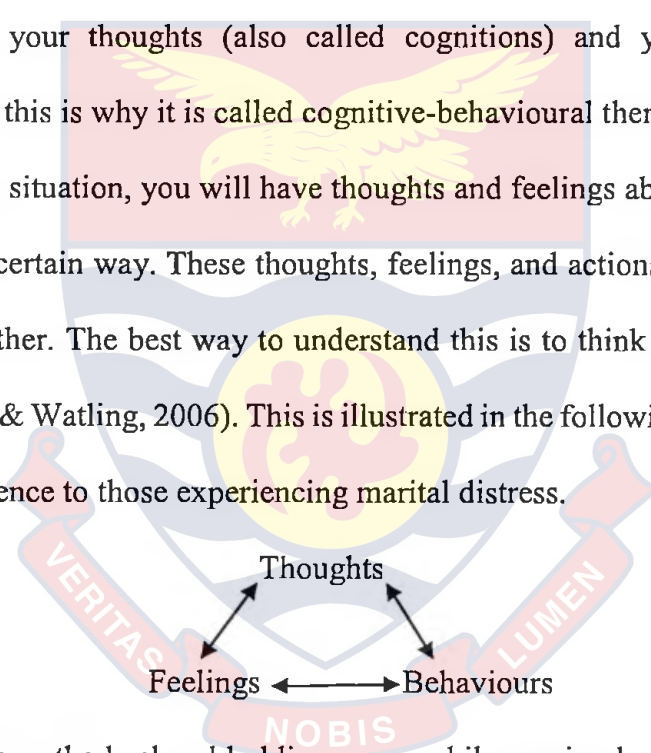 your thoughts (also called cognitions) and y
this is why it is called cognitive-behavioural ther
situation, you will have thoughts and feelings ab
certain way. These thoughts, feelings, and actions
ther. The best way to understand this is to think
& Watling, 2006). This is illustrated in the followi
ence to those experiencing marital distress.
Thoughts
Feelings Behaviours
VERITAS NOBIS LUMEN